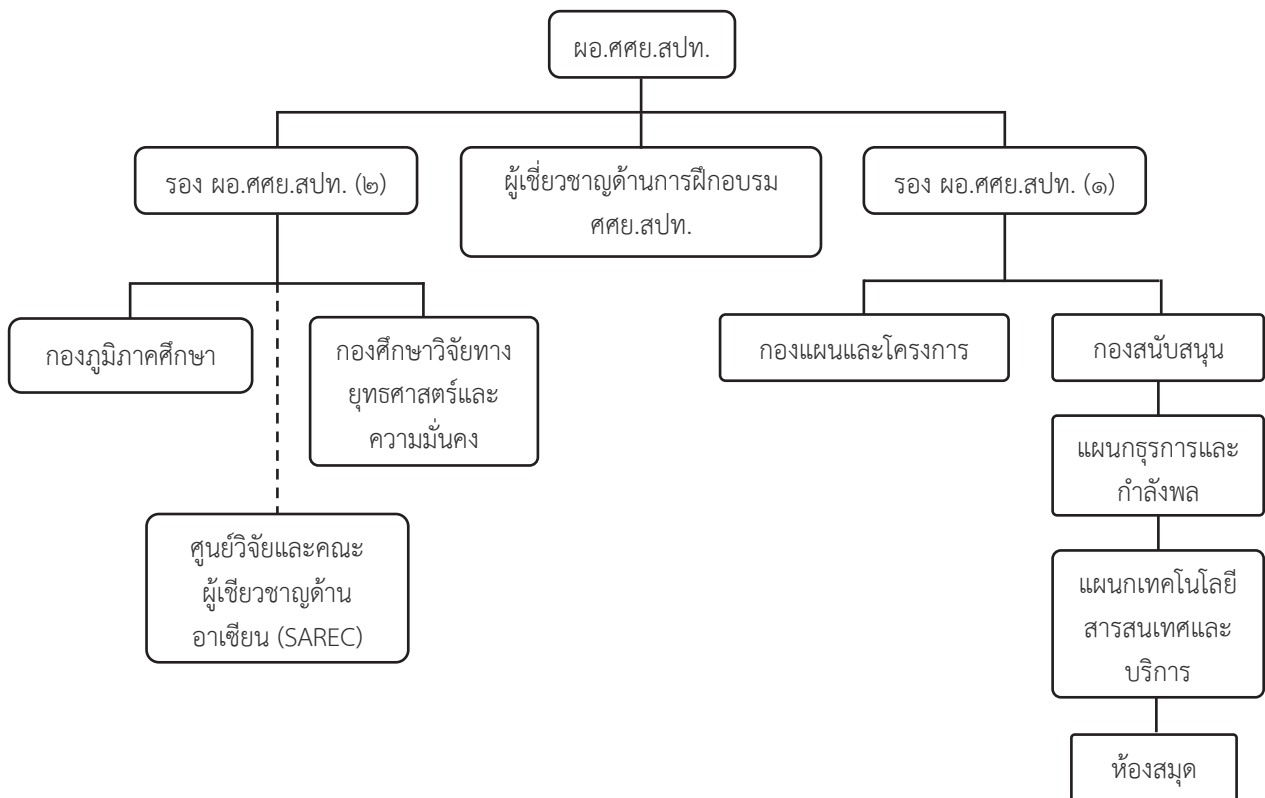 ผอ.ศศย.สปท.
รอง ผอ.ศศย.สปท. (๒)
ผู้เชี่ยวชาญด้านการฝึกอบรม
ศศย.สปท.
รอง ผอ.ศศย.สปท. (๑)
กองภูมิภาคศึกษา
กองศึกษาวิจัยทาง
ยุทธศาสตร์และ
ความมั่นคง
กองแผนและโครงการ
กองสนับสนุน
แผนกธุรการและ
กำลังพล
ศูนย์วิจัยและคณะ
ผู้เชียวชาญด้าน
อาเซียน (SAREC)
แผนกเทคโนโลยี
สารสนเทศและ
บริการ
ห้องสมุด